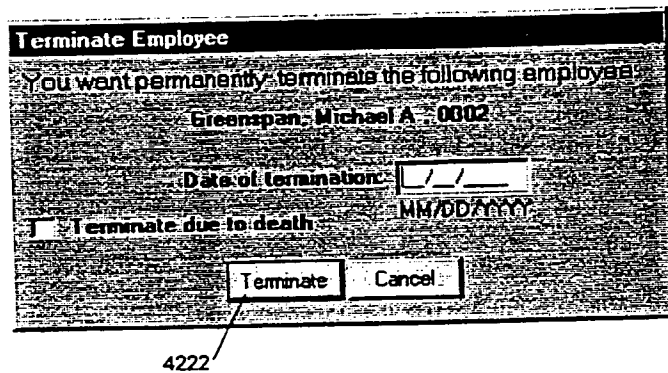 Terminate Employee
You want permanently terminate the following employee:
Greenspan, Michael A . 0002
Date of termination: __/__/____
MM/DD/YYYY
Terminate due to death
Terminate Cancel
4222